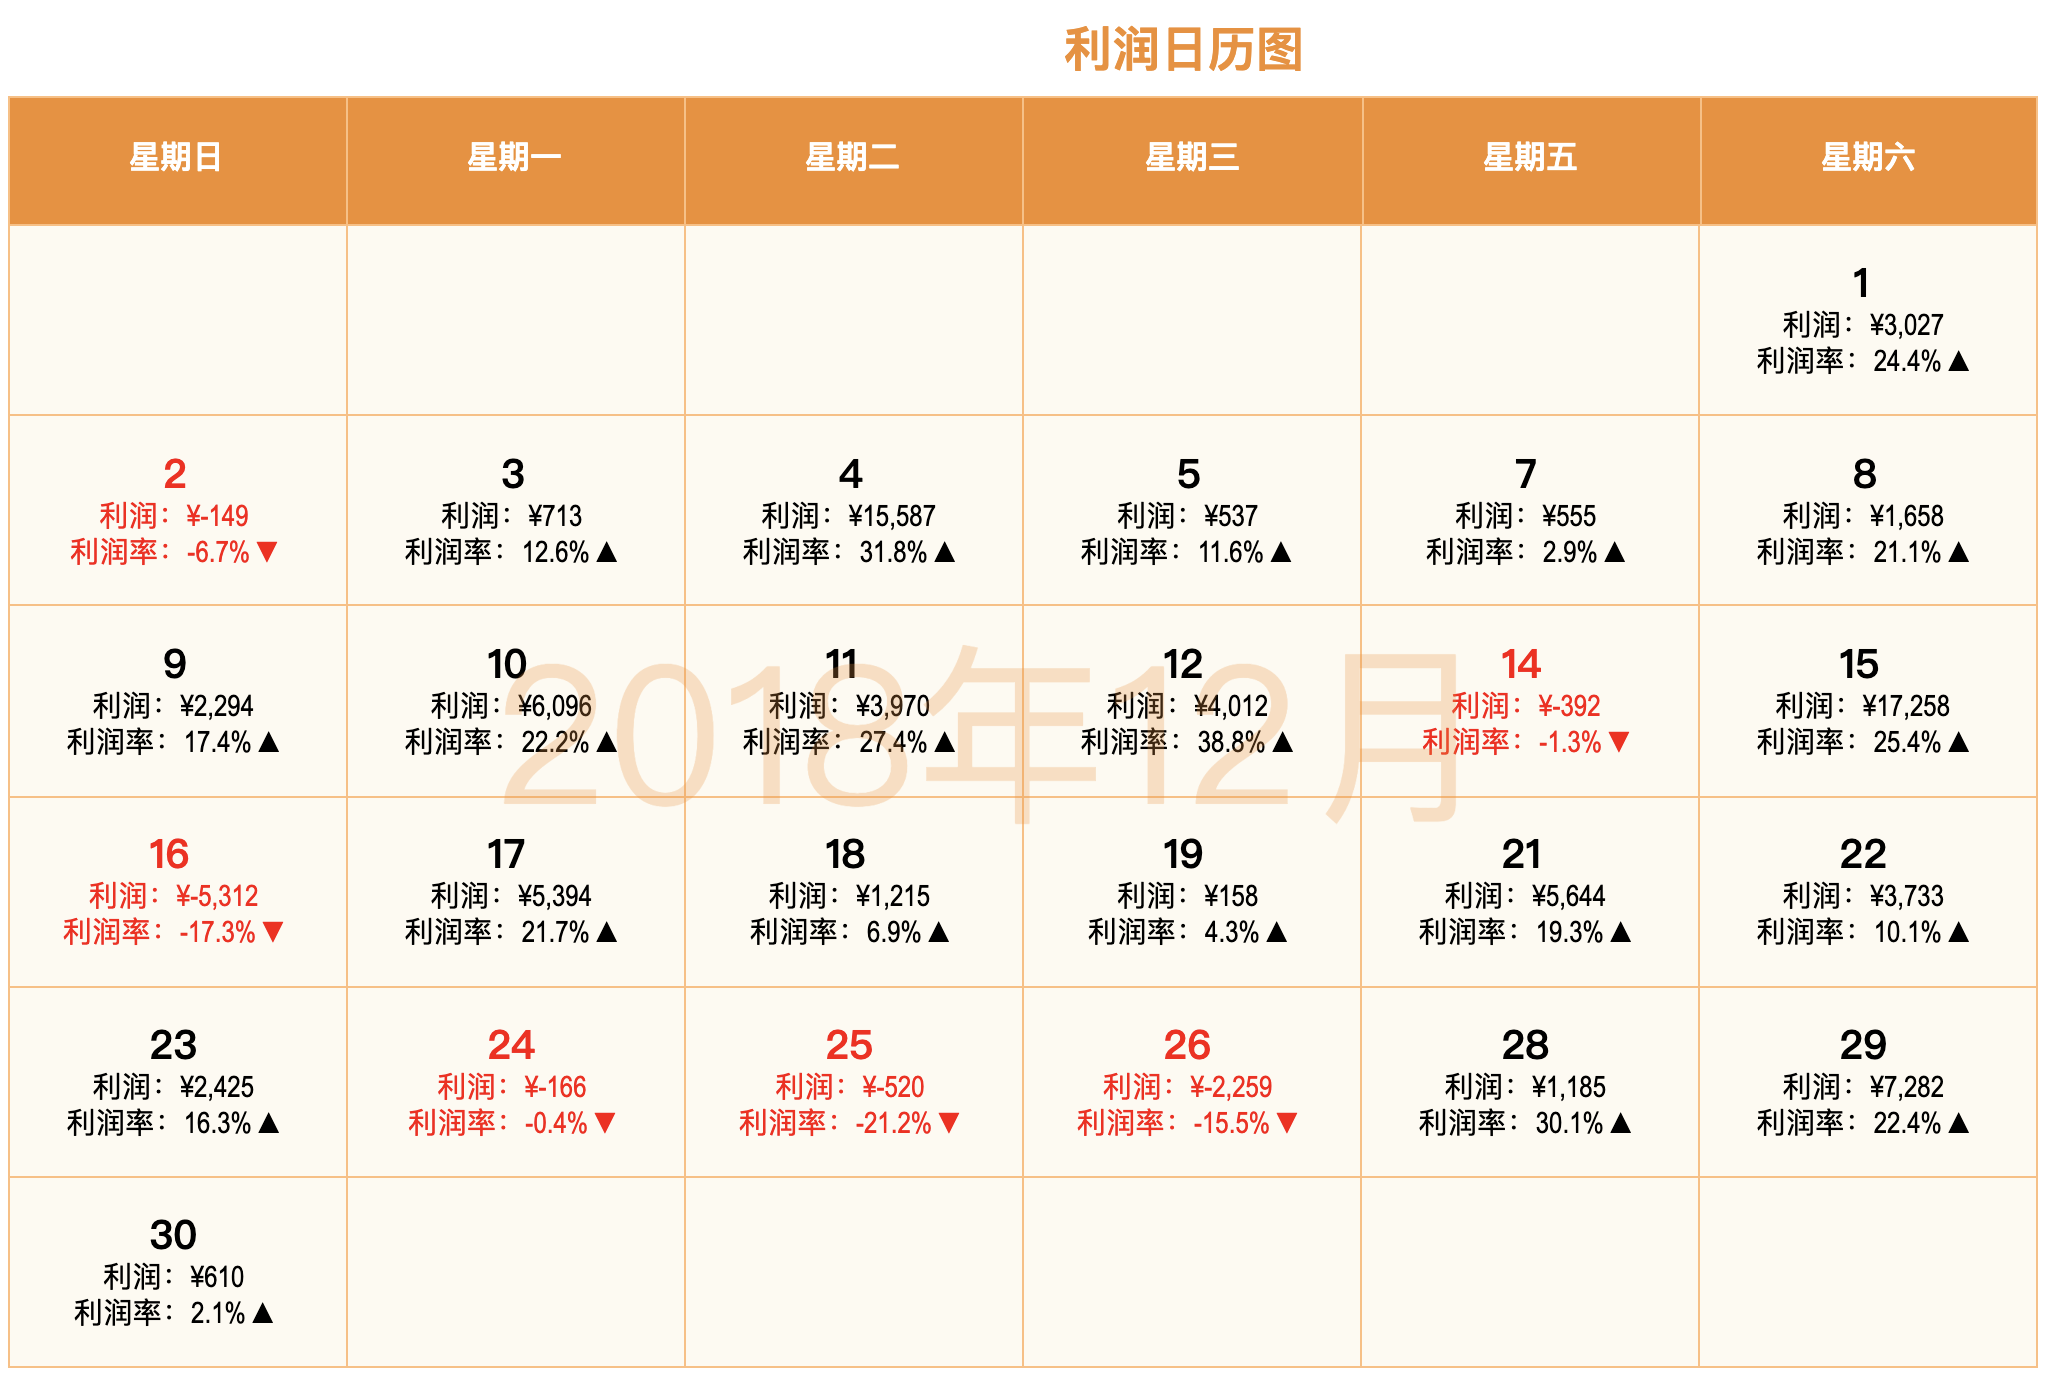 利润日历图
星期日 星期一 星期二 星期三 星期五 星期六
1
利润：¥3,027
利润率：24.4%▲
2 3 4 5 7 8
利润：¥-149 利润：¥713 利润：¥15,587 利润：¥537 利润：¥555 利润：¥1,658
利润率：-6.7%▼ 利润率：12.6%▲ 利润率：31.8%▲ 利润率：11.6%▲ 利润率：2.9%▲ 利润率：21.1%▲
2018年12月
9 10 11 12 14 15
利润：¥2,294 利润：¥6,096 利润：¥3,970 利润：¥4,012 利润：¥-392 利润：¥17,258
利润率：17.4%▲ 利润率：22.2%▲ 利润率：27.4%▲ 利润率：38.8%▲ 利润率：-1.3%▼ 利润率：25.4%▲
16 17 18 19 21 22
利润：¥-5,312 利润：¥5,394 利润：¥1,215 利润：¥158 利润：¥5,644 利润：¥3,733
利润率：-17.3%▼ 利润率：21.7%▲ 利润率：6.9%▲ 利润率：4.3%▲ 利润率：19.3%▲ 利润率：10.1%▲
23 24 25 26 28 29
利润：¥2,425 利润：¥-166 利润：¥-520 利润：¥-2,259 利润：¥1,185 利润：¥7,282
利润率：16.3%▲ 利润率：-0.4%▼ 利润率：-21.2%▼ 利润率：-15.5%▼ 利润率：30.1%▲ 利润率：22.4%▲
30
利润：¥610
利润率：2.1%▲